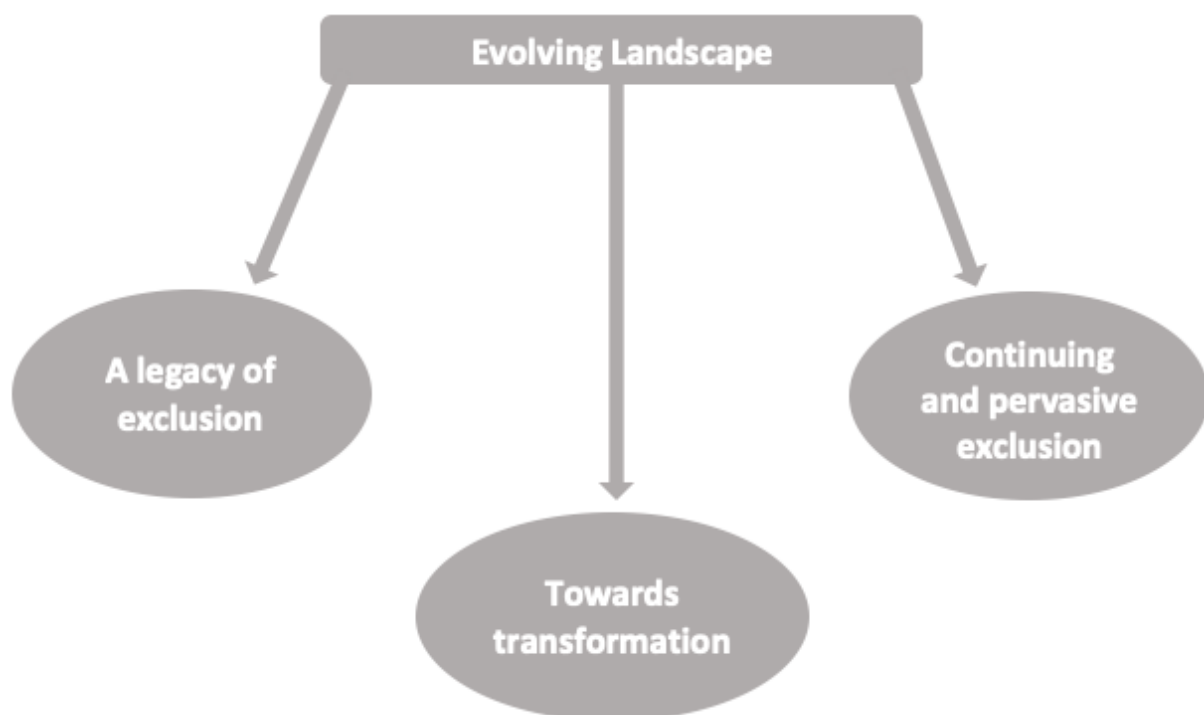 Evolving Landscape
A legacy of
exclusion
Continuing
and pervasive
exclusion
Towards
transformation